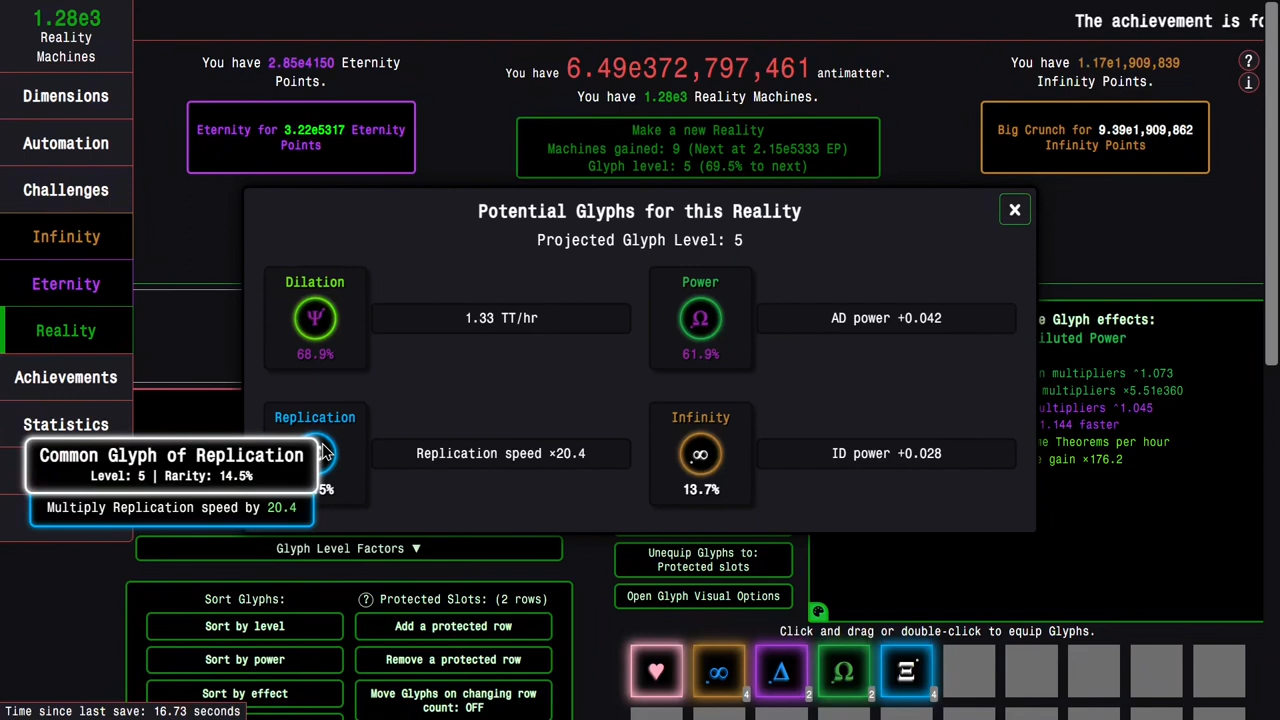 1.28e3
Reality
Machines
Dimensions
Automation
Challenges
Infinity
Eternity
Reality
Achievements
Statistics
The achievement is fo
You have 2.85e4150 Eternity
Points.
Eternity for 3.22e5317 Eternity
Points
You have 6.49e372,797,461 antimatter.
You have 1.28e3 Reality Machines.
Make a new Reality
Machines gained: 9 (Next at 2.15e5333 EP)
Glyph level: 5 (69.5% to next)
You have 1.17e1,909,839
Infinity Points.
Big Crunch for 9.39e1,909,862
Infinity Points
?
i
Potential Glyphs for this Reality
Projected Glyph Level: 5
X
Dilation
Ψ
68.9%
1.33 TT/hr
Power
Ω
61.9%
AD power +0.042
Replication
5%
Replication speed ×20.4
Infinity
∞
13.7%
ID power +0.028
Common Glyph of Replication
Level: 5 | Rarity: 14.5%
Multiply Replication speed by 20.4
e Glyph effects:
iluted Power
n multipliers ^1.073
multipliers ×5.51e360
ultipliers ^1.045
1.144 faster
me Theorems per hour
e gain ×176.2
Glyph Level Factors ▼
Sort Glyphs:
Sort by level
Sort by power
Sort by effect
? Protected Slots: (2 rows)
Add a protected row
Remove a protected row
Move Glyphs on changing row
count: OFF
Unequip Glyphs to:
Protected slots
Open Glyph Visual Options
Click and drag or double-click to equip Glyphs.
♥
∞ 4
Δ 2
Ω 2
Ξ 4
Time since last save: 16.73 seconds